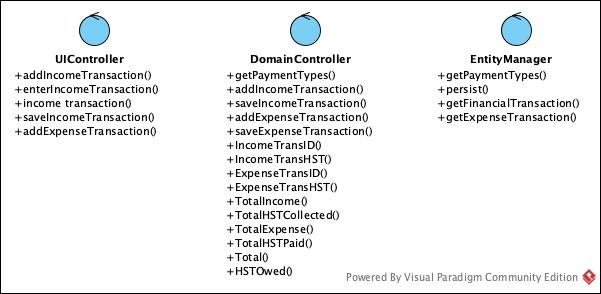 UIController
+addIncomeTransaction()
+enterIncomeTransaction()
+income transaction()
+saveIncomeTransaction()
+addExpenseTransaction()
DomainController
+getPaymentTypes()
+addIncomeTransaction()
+saveIncomeTransaction()
+addExpenseTransaction()
+saveExpenseTransaction()
+IncomeTransID()
+IncomeTransHST()
+ExpenseTransID()
+ExpenseTransHST()
+TotalIncome()
+TotalHSTCollected()
+TotalExpense()
+TotalHSTPaid()
+Total()
+HSTOwed()
EntityManager
+getPaymentTypes()
+persist()
+getFinancialTransaction()
+getExpenseTransaction()
Powered By Visual Paradigm Community Edition